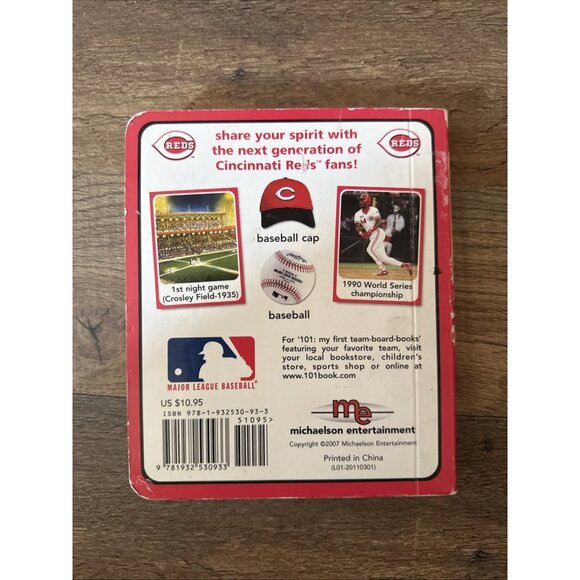 REDS
REDS
share your spirit with
the next generation of
Cincinnati Reds™ fans!
C
baseball cap
1st night game
(Crosley Field-1935)
1990 World Series
championship
Rawlings
baseball
For '101: my first team-board-books'
featuring your favorite team, visit
your local bookstore, children's
store, sports shop or online at
www.101book.com
MAJOR LEAGUE BASEBALL®
US $10.95
ISBN 978-1-932530-93-3
51095>
9 781932 530933
me
michaelson entertainment
Copyright ©2007 Michaelson Entertainment
Printed in China
(L01-20110301)